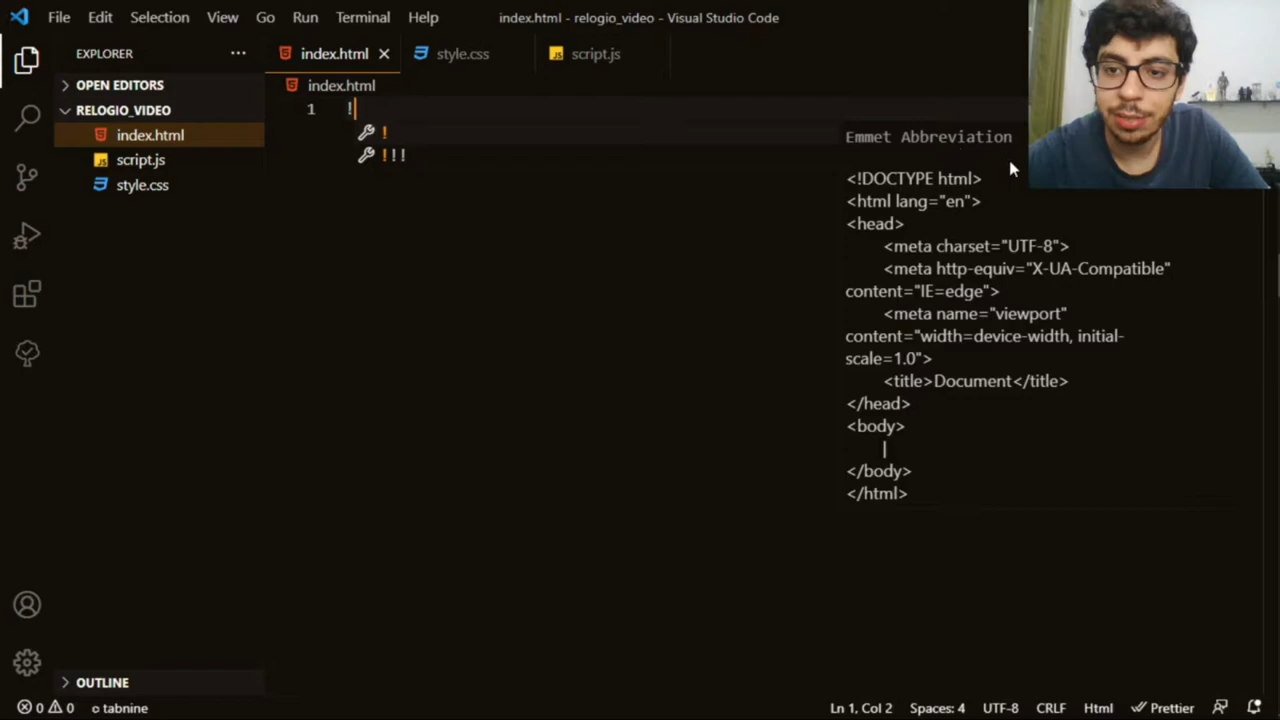 File Edit Selection View Go Run Terminal Help index.html - relogio_video - Visual Studio Code
EXPLORER ... index.html style.css script.js
OPEN EDITORS
RELOGIO_VIDEO
index.html
script.js
style.css
OUTLINE
index.html
1 !
!
!!!
Emmet Abbreviation
<!DOCTYPE html>
<html lang="en">
<head>
<meta charset="UTF-8">
<meta http-equiv="X-UA-Compatible"
content="IE=edge">
<meta name="viewport"
content="width=device-width, initial-
scale=1.0">
<title>Document</title>
</head>
<body>
|
</body>
</html>
0 0 tabnine Ln 1, Col 2 Spaces: 4 UTF-8 CRLF Html Prettier